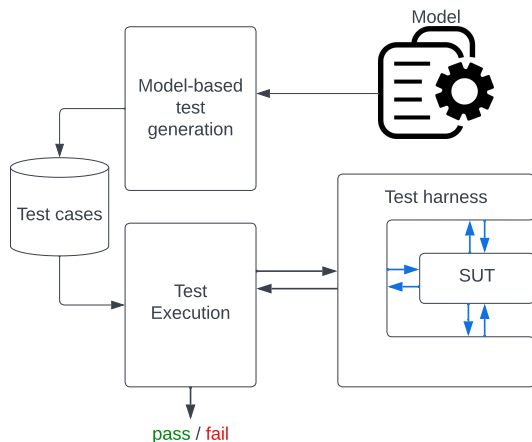 Model
Model-based
test
generation
Test cases
Test harness
SUT
Test
Execution
pass / fail